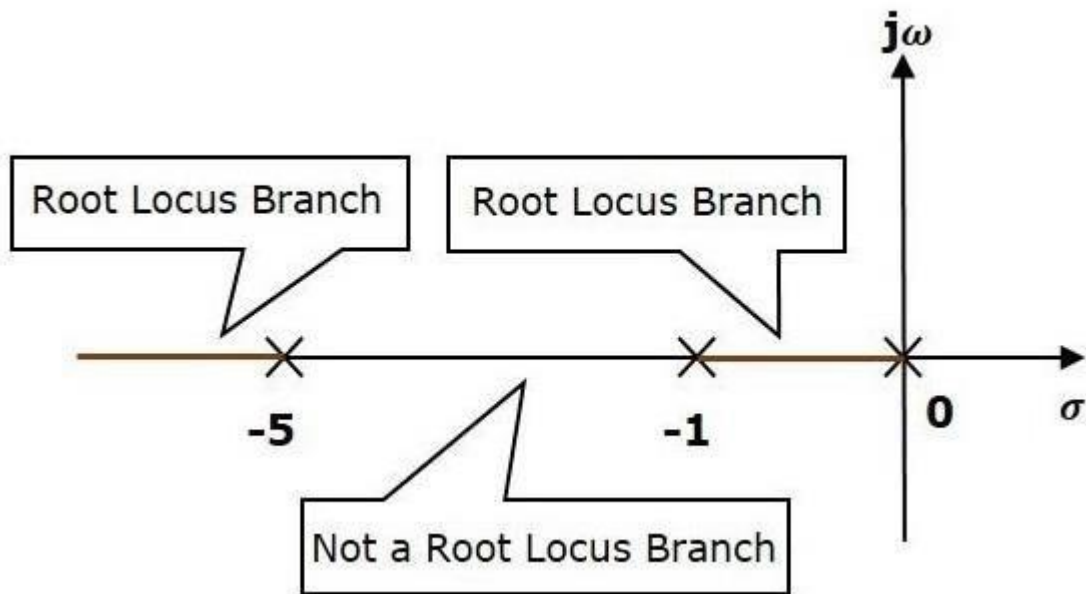 jω
Root Locus Branch
Root Locus Branch
-5
-1
0
σ
Not a Root Locus Branch